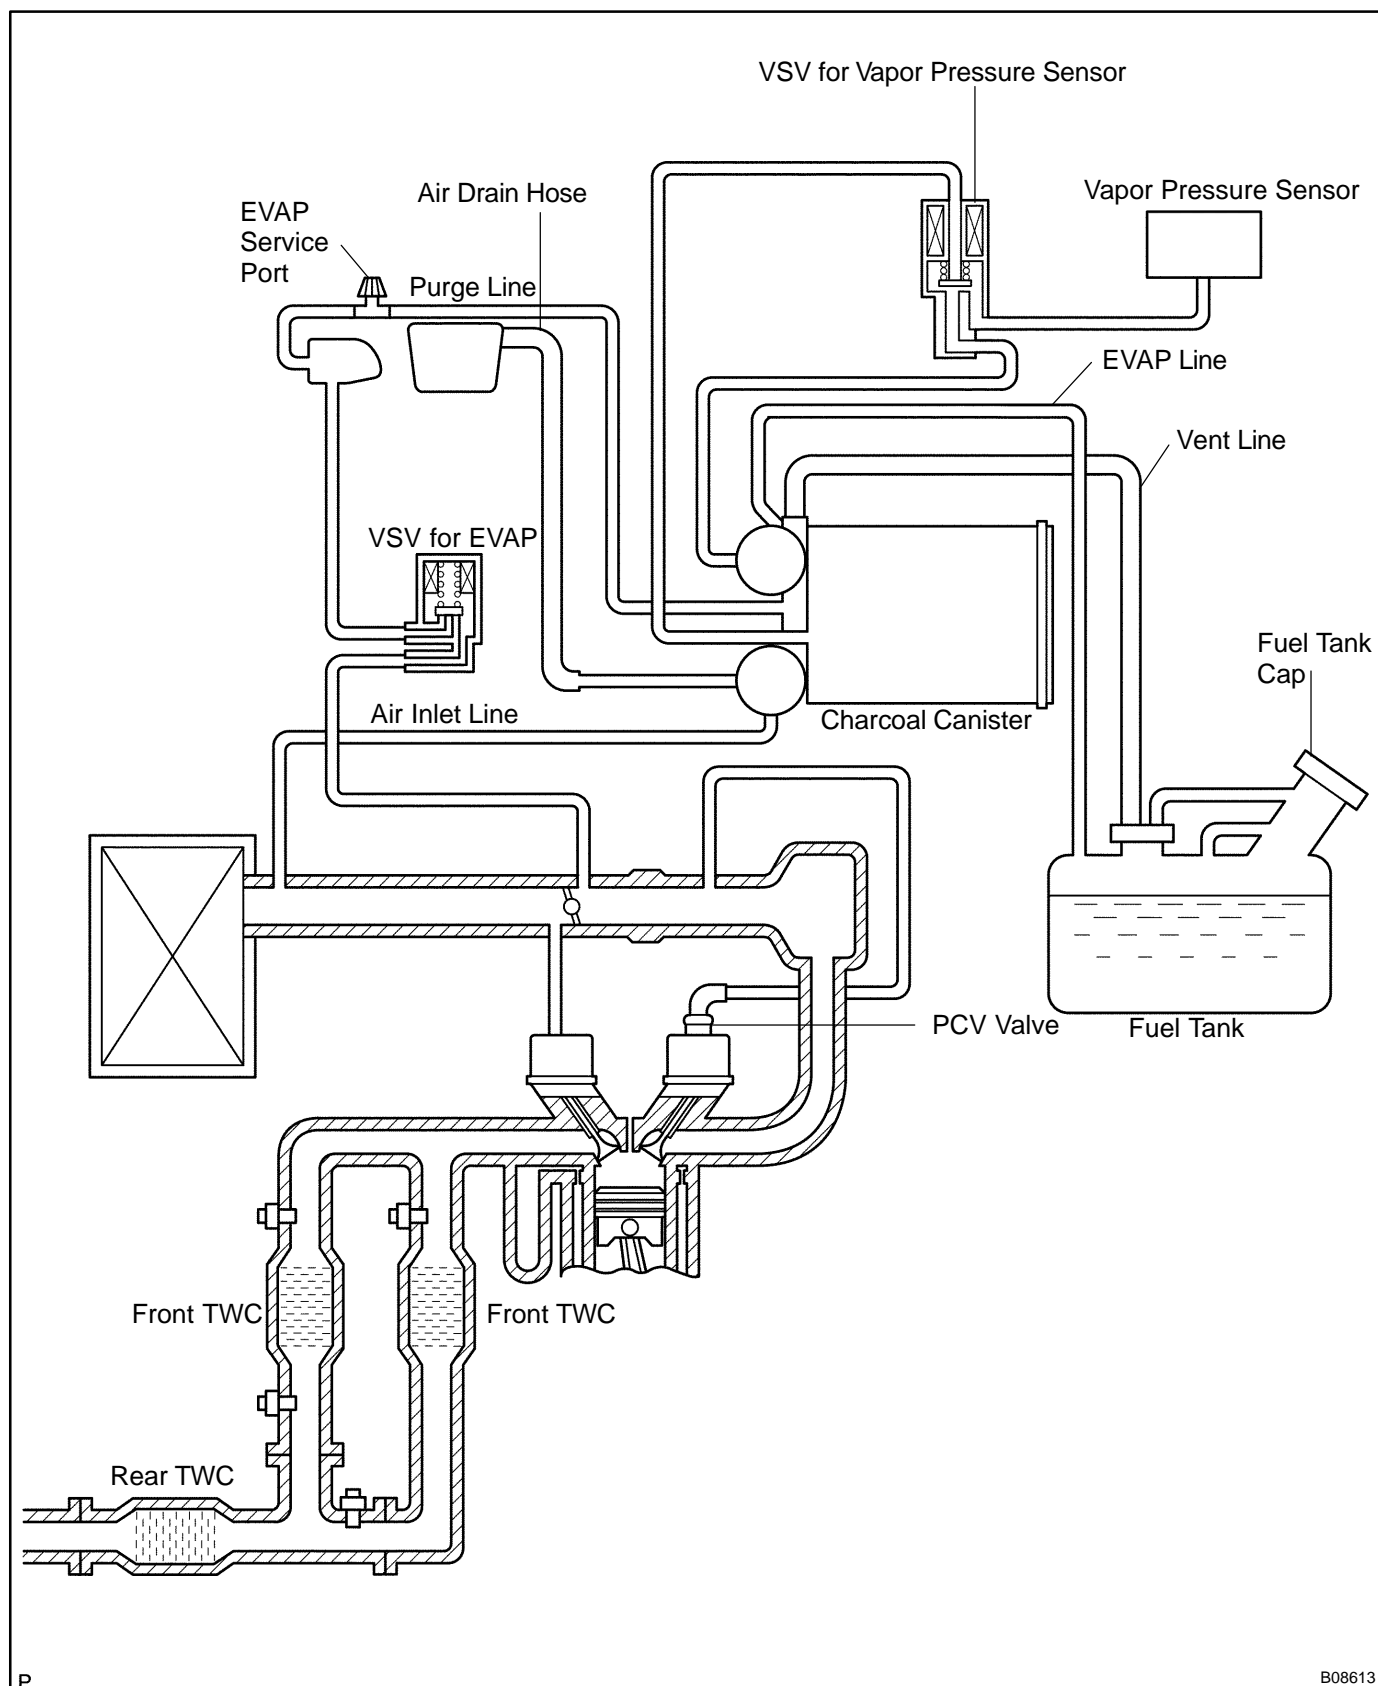 VSV for Vapor Pressure Sensor
Vapor Pressure Sensor
Air Drain Hose
EVAP
Service
Port
Purge Line
EVAP Line
Vent Line
VSV for EVAP
Fuel Tank
Cap
Air Inlet Line
Charcoal Canister
PCV Valve
Fuel Tank
Front TWC
Front TWC
Rear TWC
P
B08613